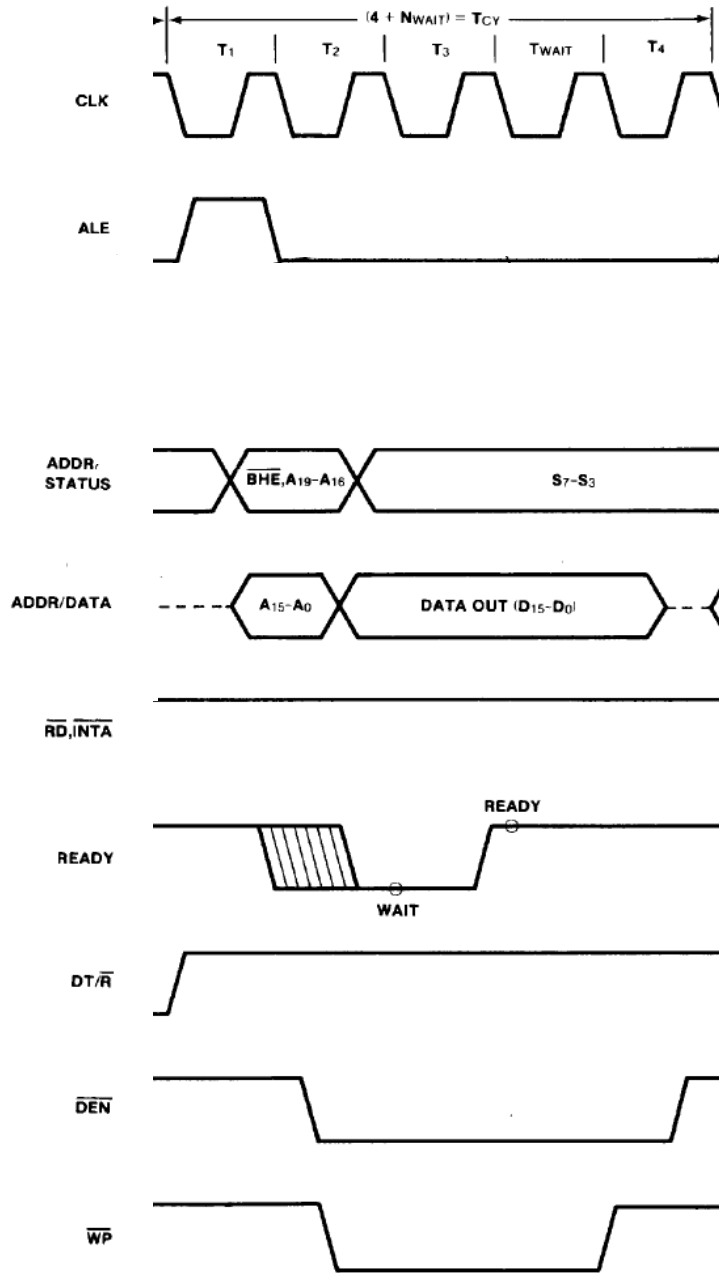 (4 + NWAIT) = TCY
T1 T2 T3 TWAIT T4
CLK
ALE
ADDR/
STATUS
BHE,A19–A16
S7–S3
ADDR/DATA
A15–A0
DATA OUT (D15–D0)
RD,INTA
READY
READY
WAIT
DT/R
DEN
WP